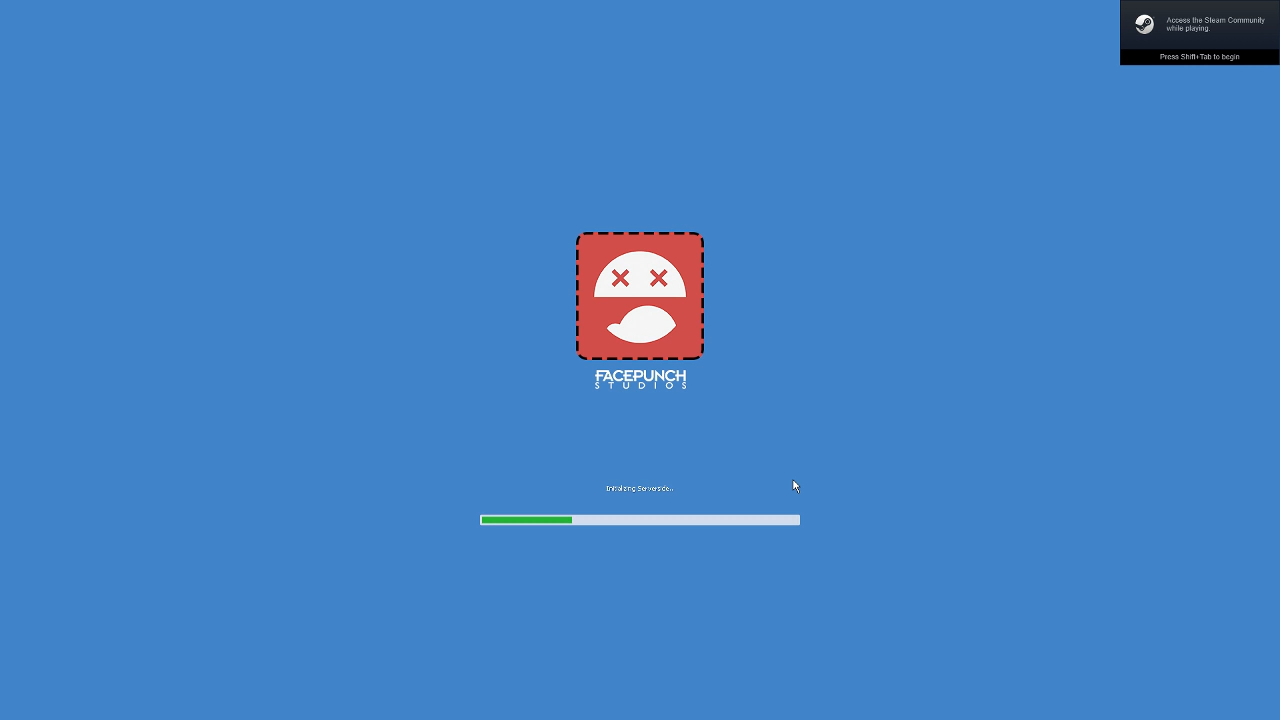 Access the Steam Community
while playing.
Press Shift+Tab to begin
FACEPUNCH
STUDIOS
Initializing Serverside...